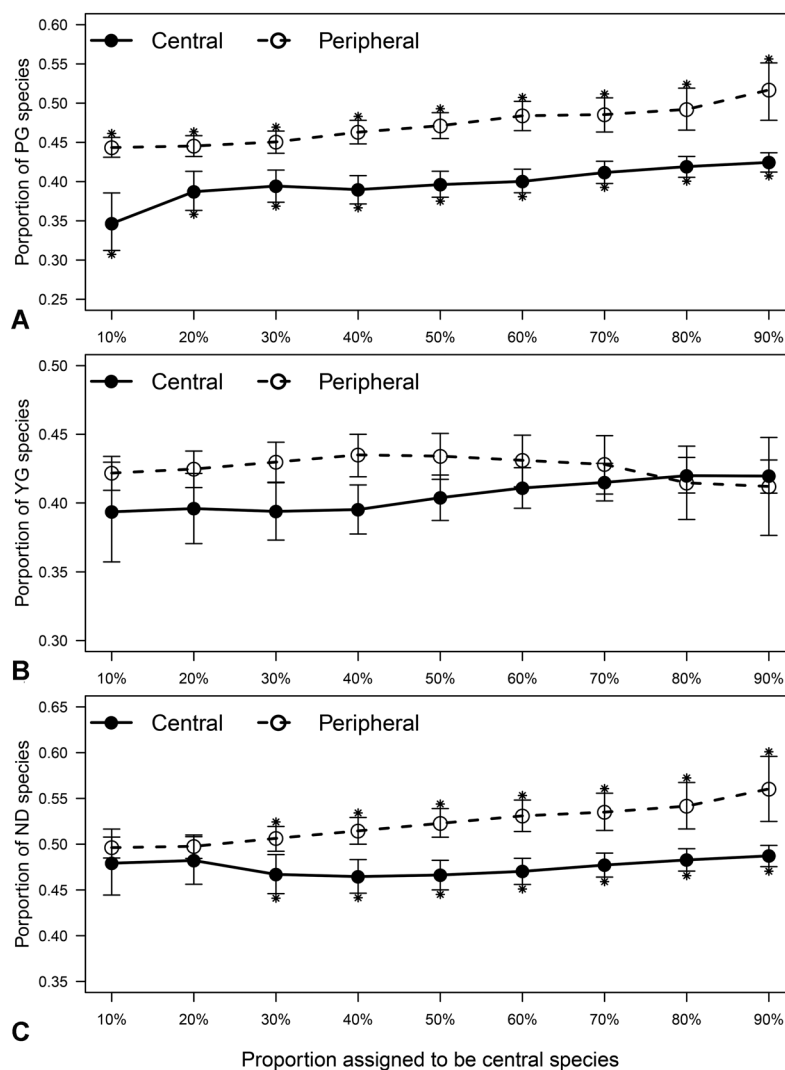 Central Peripheral
Porportion of PG species
0.60
0.55
0.50
0.45
0.40
0.35
0.30
0.25
10% 20% 30% 40% 50% 60% 70% 80% 90%
A
Central Peripheral
Porportion of YG species
0.50
0.45
0.40
0.35
0.30
10% 20% 30% 40% 50% 60% 70% 80% 90%
B
Central Peripheral
Porportion of ND species
0.65
0.60
0.55
0.50
0.45
0.40
0.35
10% 20% 30% 40% 50% 60% 70% 80% 90%
C
Proportion assigned to be central species